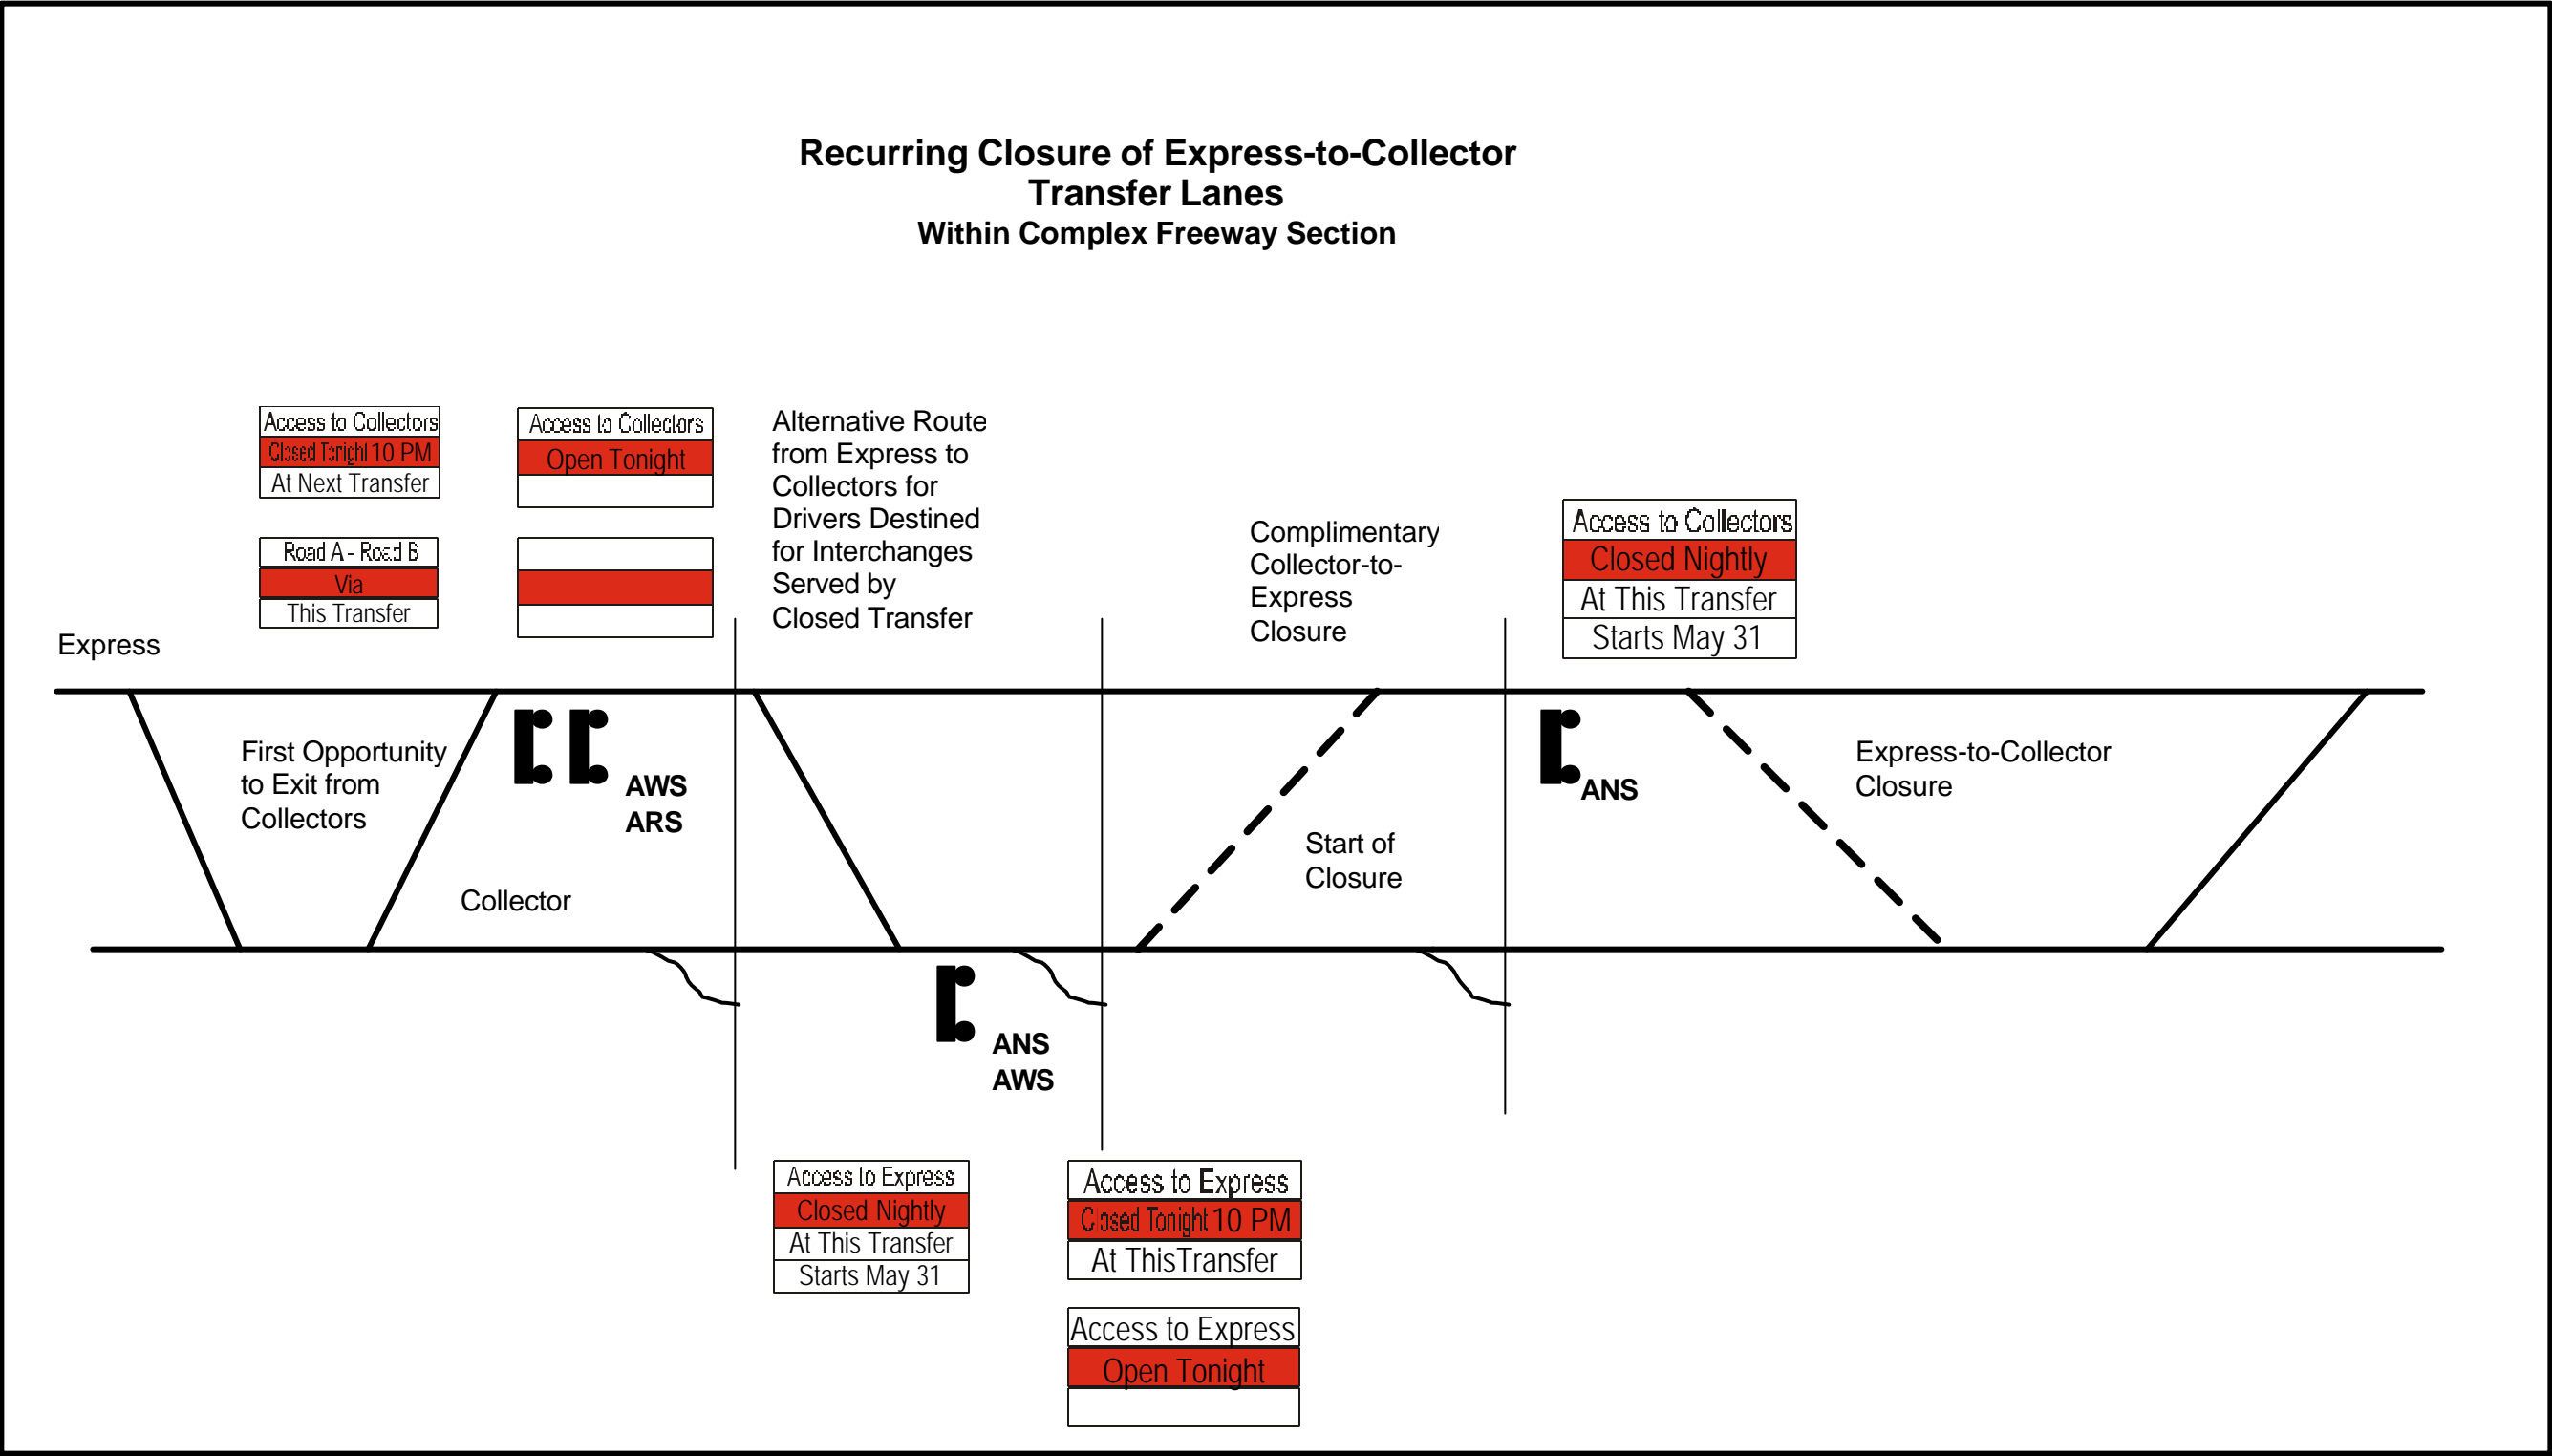 Recurring Closure of Express-to-Collector
Transfer Lanes
Within Complex Freeway Section
Access to Collectors
Closed Tonight 10 PM
At Next Transfer
Road A - Road B
Via
This Transfer
Access to Collectors
Open Tonight
Alternative Route
from Express to
Collectors for
Drivers Destined
for Interchanges
Served by
Closed Transfer
Complimentary
Collector-to-
Express
Closure
Access to Collectors
Closed Nightly
At This Transfer
Starts May 31
Express
First Opportunity
to Exit from
Collectors
AWS
ARS
Collector
Start of
Closure
ANS
Express-to-Collector
Closure
ANS
AWS
Access to Express
Closed Nightly
At This Transfer
Starts May 31
Access to Express
Closed Tonight 10 PM
At ThisTransfer
Access to Express
Open Tonight